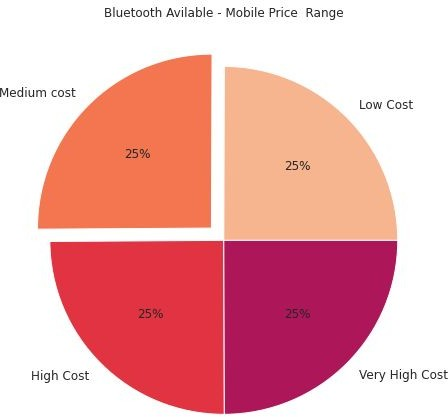 Bluetooth Avilable - Mobile Price  Range
Medium cost
Low Cost
25%
25%
25%
25%
High Cost
Very High Cost